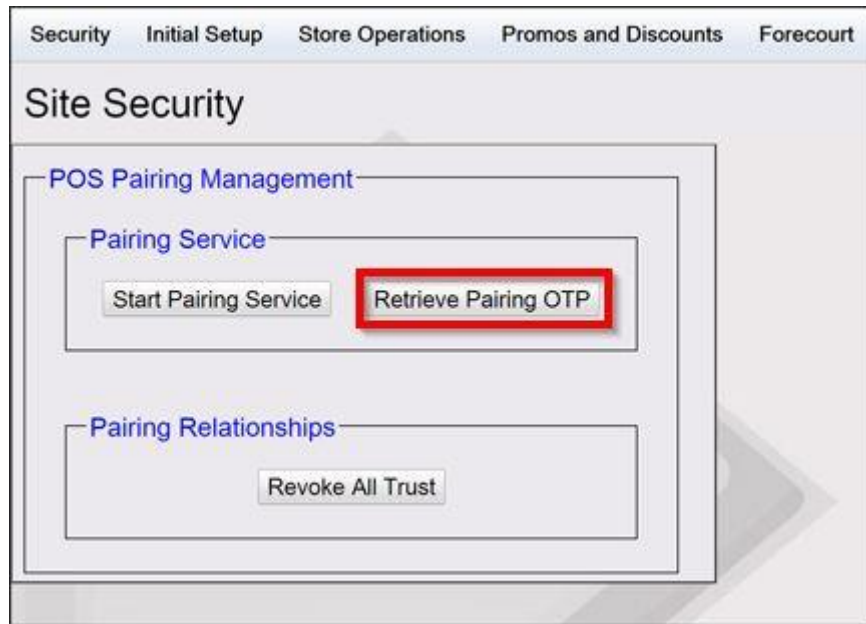 Security Initial Setup Store Operations Promos and Discounts Forecourt
Site Security
POS Pairing Management
Pairing Service
Start Pairing Service Retrieve Pairing OTP
Pairing Relationships
Revoke All Trust